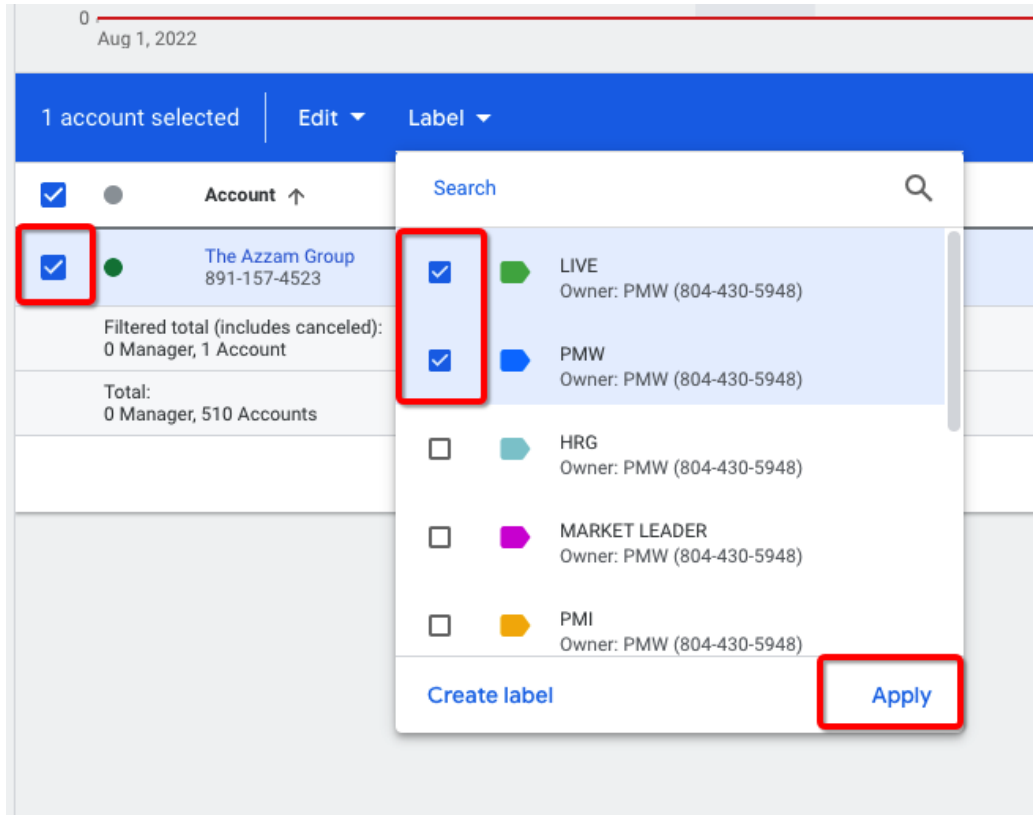 0
Aug 1, 2022
1 account selected
Edit
Label
Search
Account
The Azzam Group
891-157-4523
LIVE
Owner: PMW (804-430-5948)
Filtered total (includes canceled):
0 Manager, 1 Account
PMW
Owner: PMW (804-430-5948)
Total:
0 Manager, 510 Accounts
HRG
Owner: PMW (804-430-5948)
MARKET LEADER
Owner: PMW (804-430-5948)
PMI
Owner: PMW (804-430-5948)
Create label
Apply